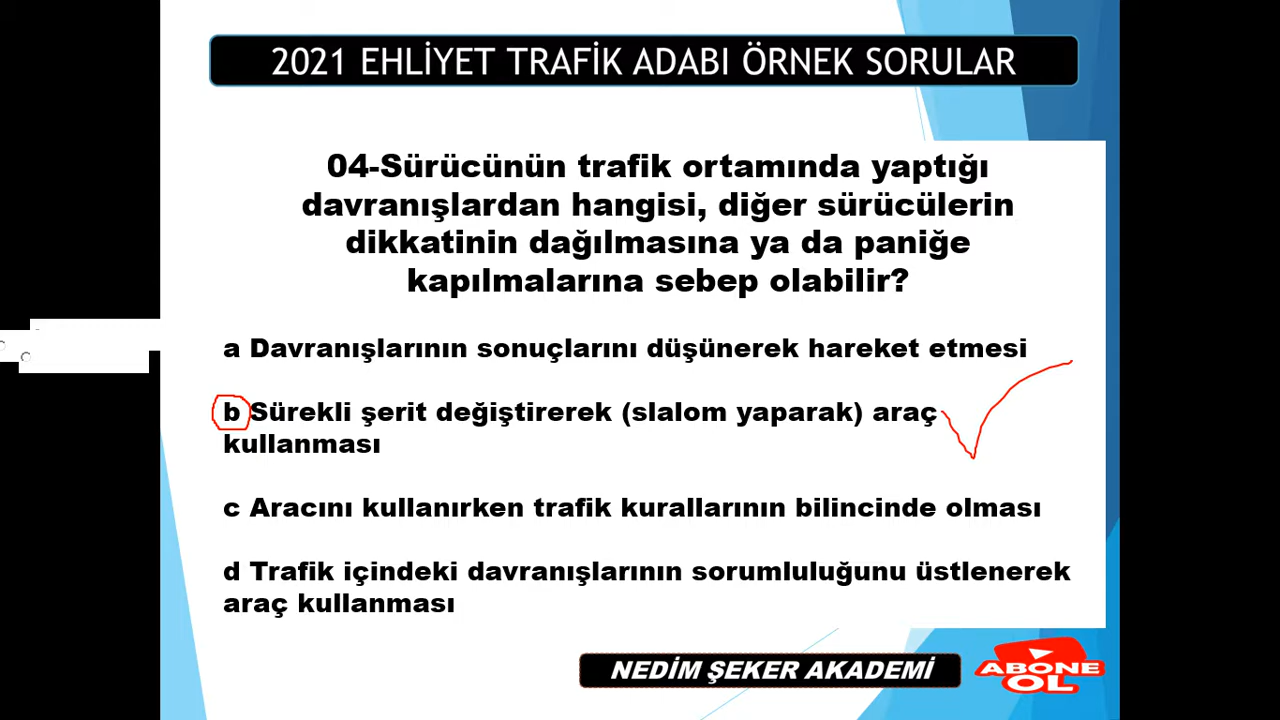 2021 EHLİYET TRAFİK ADABI ÖRNEK SORULAR
04-Sürücünün trafik ortamında yaptığı
davranışlardan hangisi, diğer sürücülerin
dikkatinin dağılmasına ya da paniğe
kapılmalarına sebep olabilir?
a Davranışlarının sonuçlarını düşünerek hareket etmesi
b Sürekli şerit değiştirerek (slalom yaparak) araç
kullanması
c Aracını kullanırken trafik kurallarının bilincinde olması
d Trafik içindeki davranışlarının sorumluluğunu üstlenerek
araç kullanması
NEDİM ŞEKER AKADEMİ
ABONE
OL